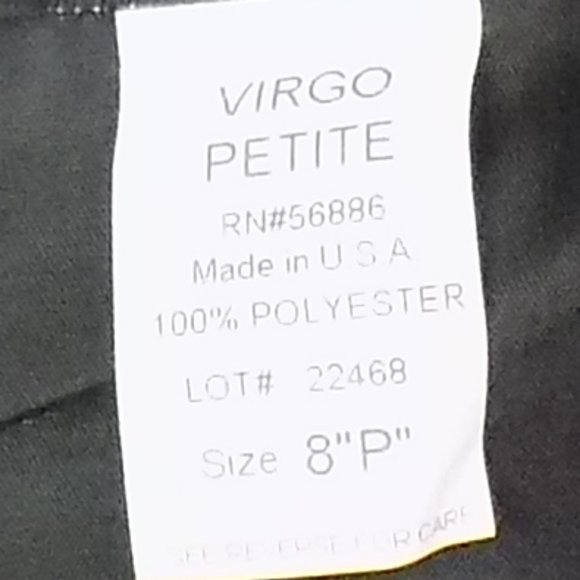 VIRGO
PETITE
RN#56886
Made in U S A
100% POLYESTER
LOT# 22468
Size 8"P"
SEE REVERSE FOR CARE